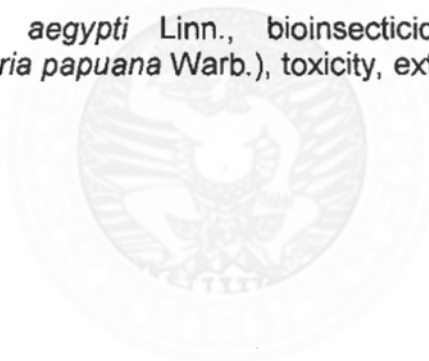 aegypti Linn., bioinsecticid
ria papuana Warb.), toxicity, ext